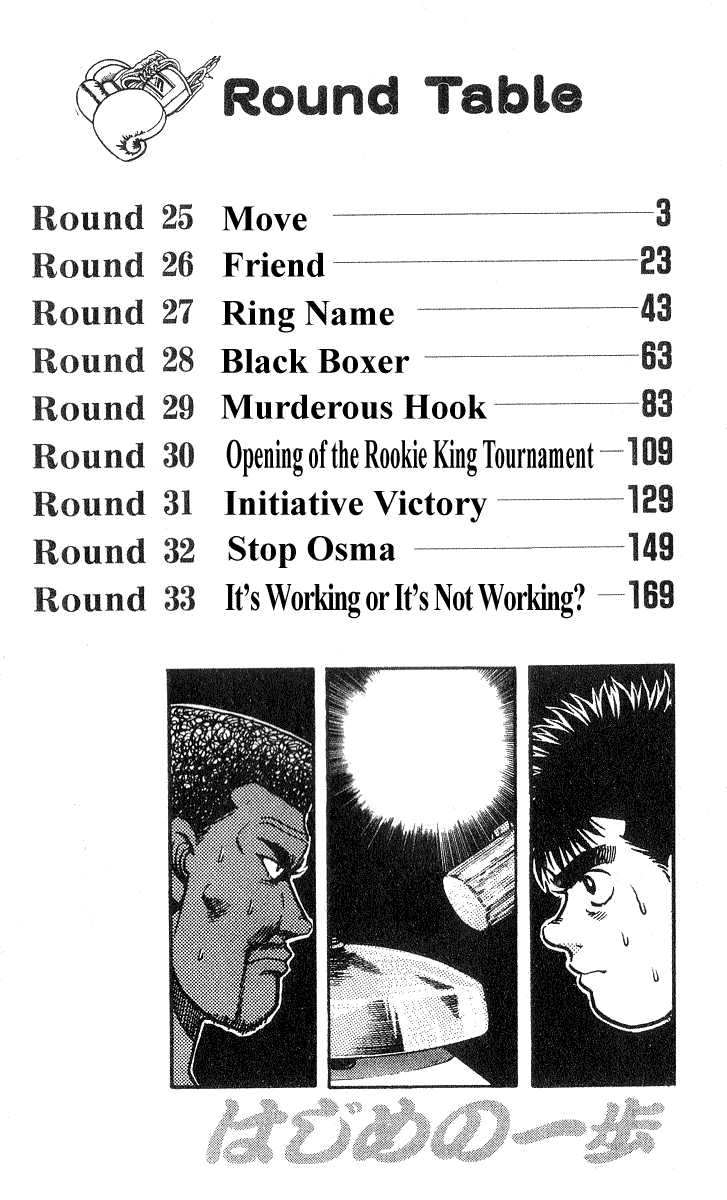 Round Table
Round 25 Move 3
Round 26 Friend 23
Round 27 Ring Name 43
Round 28 Black Boxer 63
Round 29 Murderous Hook 83
Round 30 Opening of the Rookie King Tournament 109
Round 31 Initiative Victory 129
Round 32 Stop Osma 149
Round 33 It's Working or It's Not Working? 169
はじめの一歩